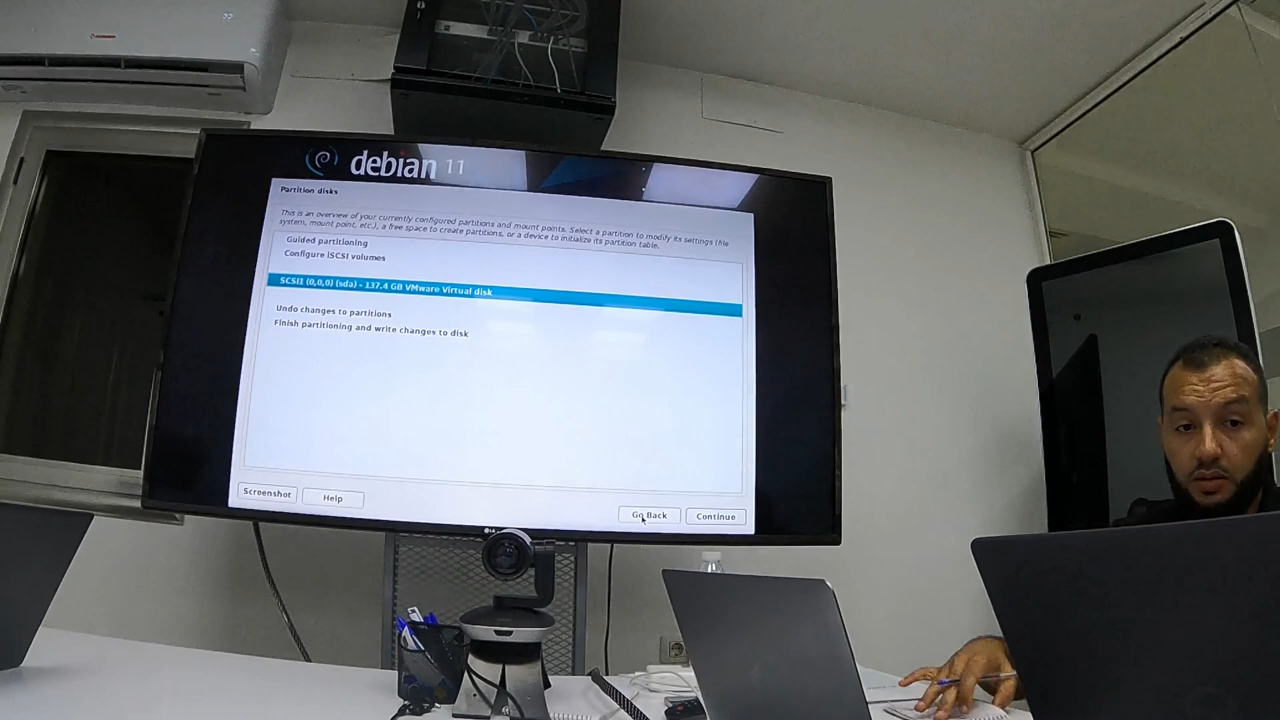 debian 11
Partition disks
This is an overview of your currently configured partitions and mount points. Select a partition to modify its settings (file
system, mount point, etc.), a free space to create partitions, or a device to initialize its partition table.
Guided partitioning
Configure iSCSI volumes
SCSI1 (0,0,0) (sda) - 137.4 GB VMware Virtual disk
Undo changes to partitions
Finish partitioning and write changes to disk
Screenshot
Help
Go Back
Continue